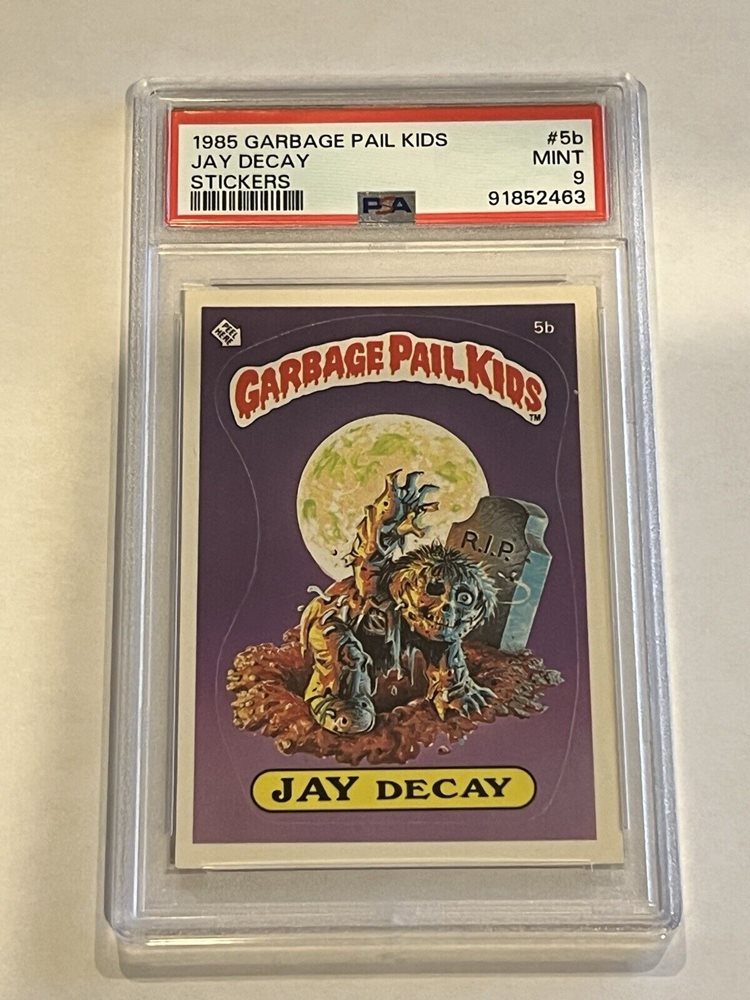 1985 GARBAGE PAIL KIDS #5b
JAY DECAY MINT
STICKERS 9
PSA 91852463
PEEL HERE 5b
GARBAGE PAIL KIDS
TM
R.I.P.
JAY DECAY